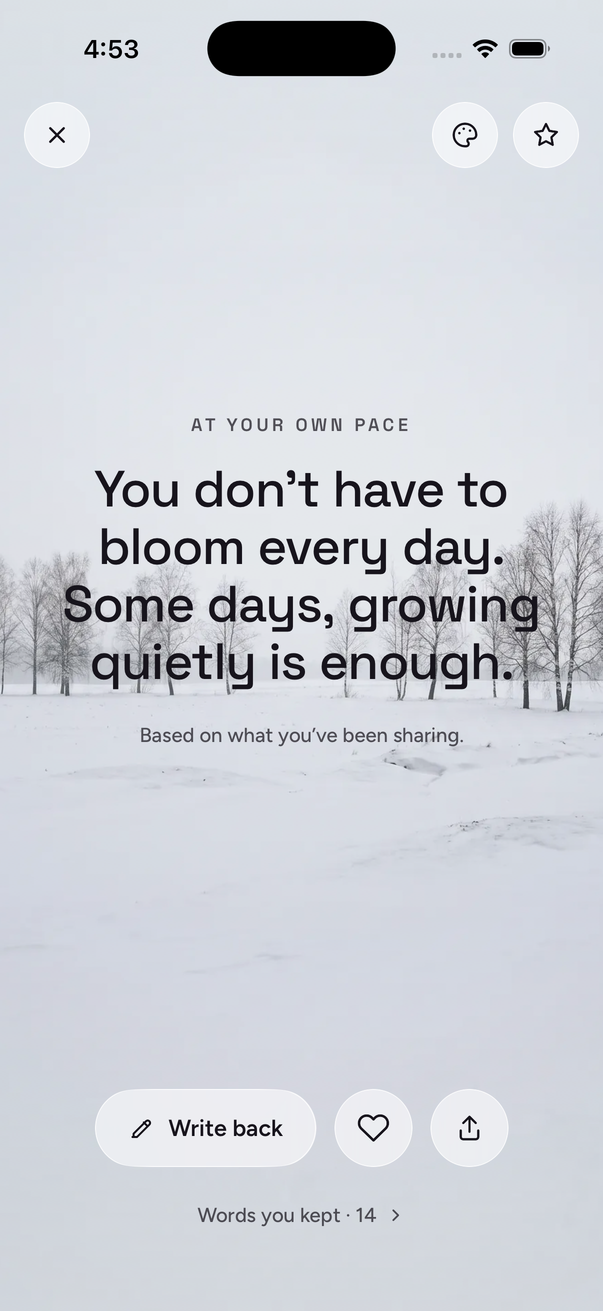 4:53
AT YOUR OWN PACE
You don’t have to
bloom every day.
Some days, growing
quietly is enough.
Based on what you’ve been sharing.
Write back
Words you kept · 14